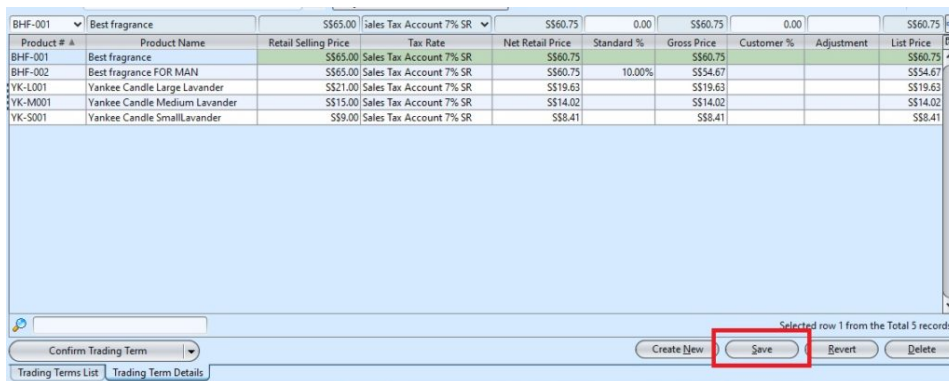 BHF-001 Best fragrance S$65.00 Sales Tax Account 7% SR S$60.75 0.00 S$60.75 0.00 S$60.75
Product # Product Name Retail Selling Price Tax Rate Net Retail Price Standard % Gross Price Customer % Adjustment List Price
BHF-001 Best fragrance S$65.00 Sales Tax Account 7% SR S$60.75 S$60.75 S$60.75
BHF-002 Best fragrance FOR MAN S$65.00 Sales Tax Account 7% SR S$60.75 10.00% S$54.67 S$54.67
YK-L001 Yankee Candle Large Lavander S$21.00 Sales Tax Account 7% SR S$19.63 S$19.63 S$19.63
YK-M001 Yankee Candle Medium Lavander S$15.00 Sales Tax Account 7% SR S$14.02 S$14.02 S$14.02
YK-S001 Yankee Candle SmallLavander S$9.00 Sales Tax Account 7% SR S$8.41 S$8.41 S$8.41
Selected row 1 from the Total 5 records
Confirm Trading Term Create New Save Revert Delete
Trading Terms List Trading Term Details